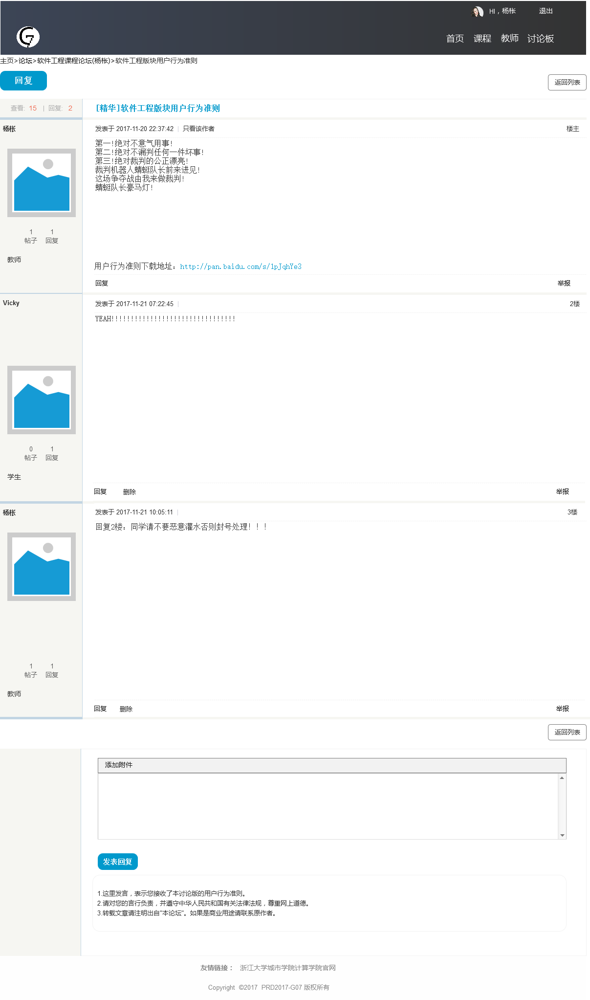 HI，杨枨 退出
首页 课程 教师 讨论板
主页>论坛>软件工程课程论坛(杨枨)>软件工程版块用户行为准则
回复
返回列表
查看: 15 | 回复: 2
[精华]软件工程版块用户行为准则
杨枨
发表于 2017-11-20 22:37:42 | 只看该作者 楼主
第一!绝对不意气用事!
第二!绝对不漏判任何一件坏事!
第三!绝对裁判的公正漂亮!
裁判机器人蜻蜓队长前来进见!
这场争夺战由我来做裁判!
蜻蜓队长豪马灯!
1 1
帖子 回复
教师
用户行为准则下载地址：http://pan.baidu.com/s/1pJqhYe3
回复 举报
Vicky
发表于 2017-11-21 07:22:45 | 2楼
YEAH!!!!!!!!!!!!!!!!!!!!!!!!!!!!!!!!
0 1
帖子 回复
学生
回复 删除 举报
杨枨
发表于 2017-11-21 10:05:11 | 3楼
回复2楼：同学请不要恶意灌水否则封号处理！！！
1 1
帖子 回复
教师
回复 删除 举报
返回列表
添加附件
发表回复
1.这里发言，表示您接收了本讨论版的用户行为准则。
2.请对您的言行负责，并遵守中华人民共和国有关法律法规，尊重网上道德。
3.转载文章请注明出自"本论坛"。如果是商业用途请联系原作者。
友情链接： 浙江大学城市学院计算学院官网
Copyright ©2017 PRD2017-G07 版权所有